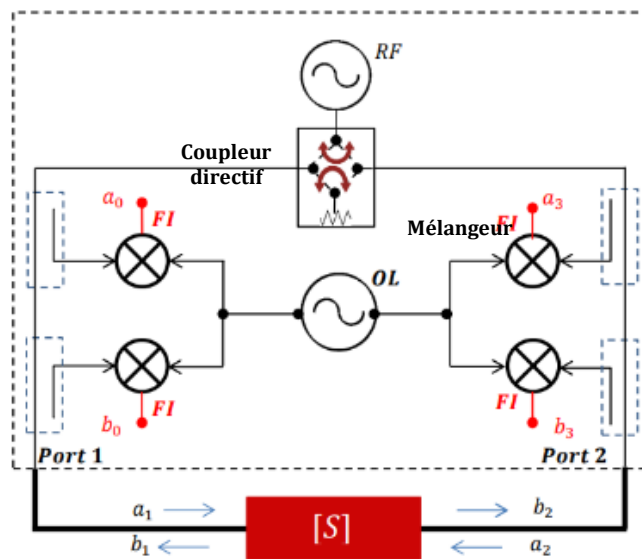 RF
Coupleur
directif
a₀
FI
a₃
FI
Mélangeur
OL
b₀
FI
FI
b₃
Port 1
Port 2
a₁
b₁
[S]
b₂
a₂